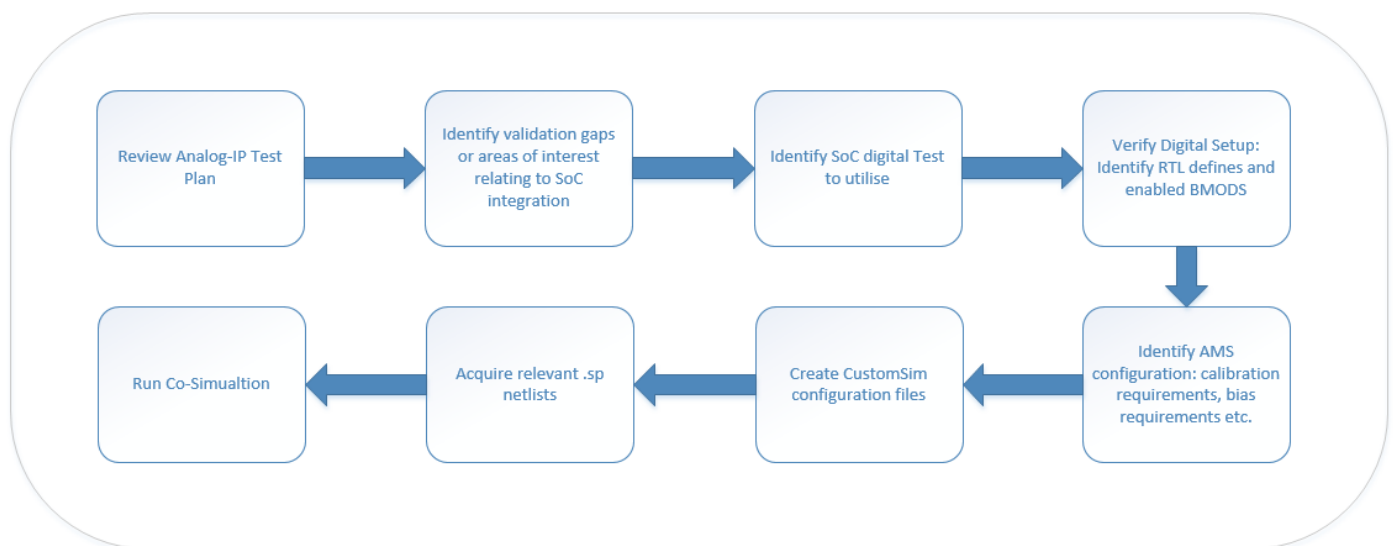 Review Analog-IP Test
Plan
Identify validation gaps
or areas of interest
relating to SoC
integration
Identify SoC digital Test
to utilise
Verify Digital Setup:
Identify RTL defines and
enabled BMODS
Identify AMS
configuration: calibration
requirements, bias
requirements etc.
Create CustomSim
configuration files
Acquire relevant .sp
netlists
Run Co-Simualtion